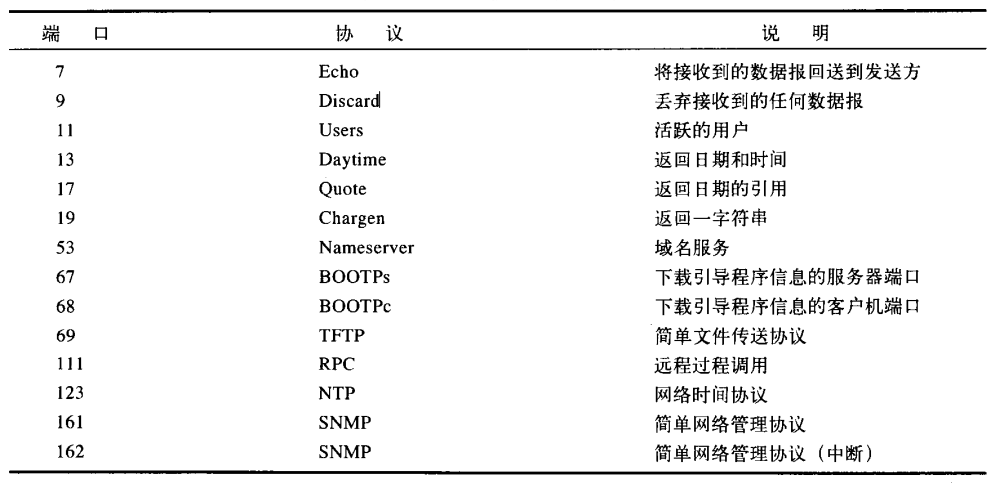 端 口 协 议 说 明
7 Echo 将接收到的数据报回送到发送方
9 Discard 丢弃接收到的任何数据报
11 Users 活跃的用户
13 Daytime 返回日期和时间
17 Quote 返回日期的引用
19 Chargen 返回一字符串
53 Nameserver 域名服务
67 BOOTPs 下载引导程序信息的服务器端口
68 BOOTPc 下载引导程序信息的客户机端口
69 TFTP 简单文件传送协议
111 RPC 远程过程调用
123 NTP 网络时间协议
161 SNMP 简单网络管理协议
162 SNMP 简单网络管理协议（中断）